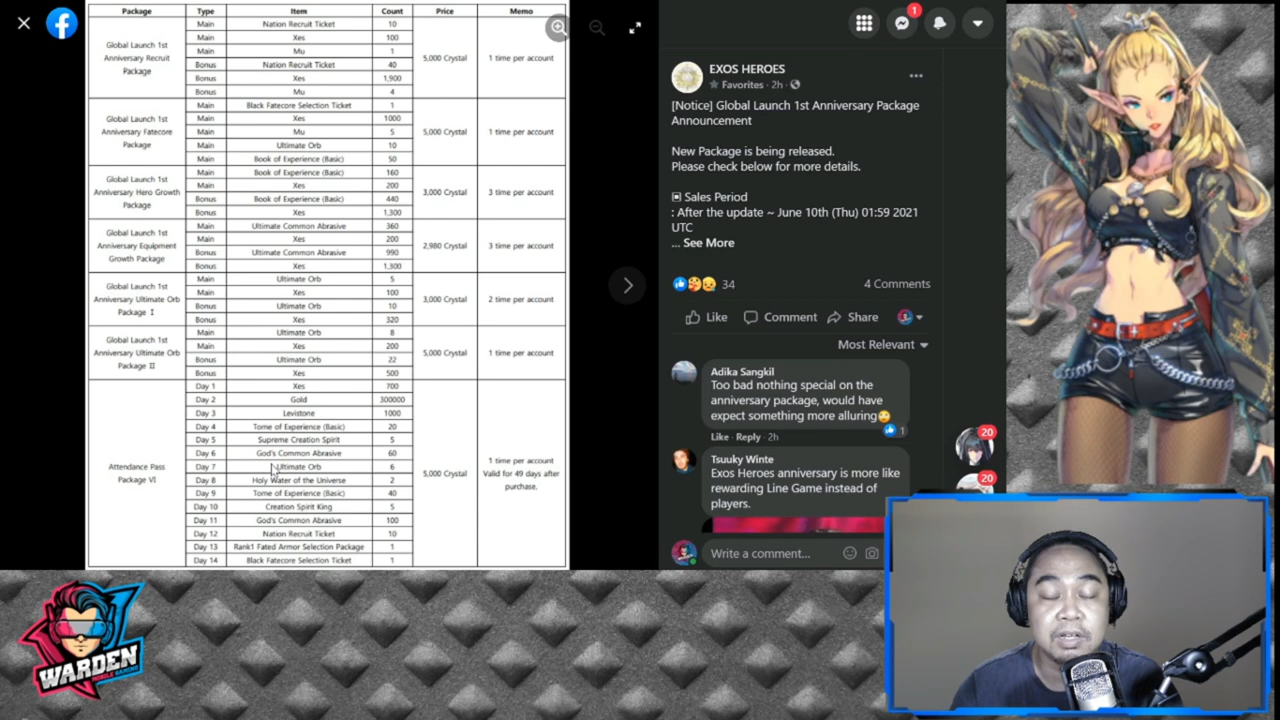 Package Type Item Count Price Memo
Global Launch 1st Anniversary Recruit Package 5,000 Crystal 1 time per account
Main Nation Recruit Ticket 10
Main Xes 100
Main Mu 1
Bonus Nation Recruit Ticket 40
Bonus Xes 1,900
Bonus Mu 4
Global Launch 1st Anniversary Fatecore Package 5,000 Crystal 1 time per account
Main Black Fatecore Selection Ticket 1
Main Xes 1000
Main Mu 5
Main Ultimate Orb 10
Main Book of Experience (Basic) 50
Global Launch 1st Anniversary Hero Growth Package 3,000 Crystal 3 time per account
Main Book of Experience (Basic) 160
Main Xes 200
Bonus Book of Experience (Basic) 440
Bonus Xes 1,300
Global Launch 1st Anniversary Equipment Growth Package 2,980 Crystal 3 time per account
Main Ultimate Common Abrasive 360
Main Xes 200
Bonus Ultimate Common Abrasive 990
Bonus Xes 1,300
Global Launch 1st Anniversary Ultimate Orb Package I 3,000 Crystal 2 time per account
Main Ultimate Orb 5
Main Xes 100
Bonus Ultimate Orb 10
Bonus Xes 320
Global Launch 1st Anniversary Ultimate Orb Package II 5,000 Crystal 1 time per account
Main Ultimate Orb 8
Main Xes 200
Bonus Ultimate Orb 22
Bonus Xes 500
Attendance Pass Package VI 5,000 Crystal 1 time per account Valid for 49 days after purchase.
Day 1 Xes 700
Day 2 Gold 300000
Day 3 Levistone 1000
Day 4 Tome of Experience (Basic) 20
Day 5 Supreme Creation Spirit 5
Day 6 God's Common Abrasive 60
Day 7 Ultimate Orb 6
Day 8 Holy Water of the Universe 2
Day 9 Tome of Experience (Basic) 40
Day 10 Creation Spirit King 5
Day 11 God's Common Abrasive 100
Day 12 Nation Recruit Ticket 10
Day 13 Rank1 Fated Armor Selection Package 1
Day 14 Black Fatecore Selection Ticket 1
1
EXOS HEROES
Favorites · 2h ·
[Notice] Global Launch 1st Anniversary Package
Announcement
New Package is being released.
Please check below for more details.
▣ Sales Period
: After the update ~ June 10th (Thu) 01:59 2021
UTC
... See More
34
4 Comments
Like Comment Share
Most Relevant
Adika Sangkil
Too bad nothing special on the
anniversary package, would have
expect something more alluring🙄
1
Like · Reply · 2h
Tsuuky Winte
Exos Heroes anniversary is more like
rewarding Line Game instead of
players.
Write a comment...
20
20
WARDEN
MOBILE GAMING